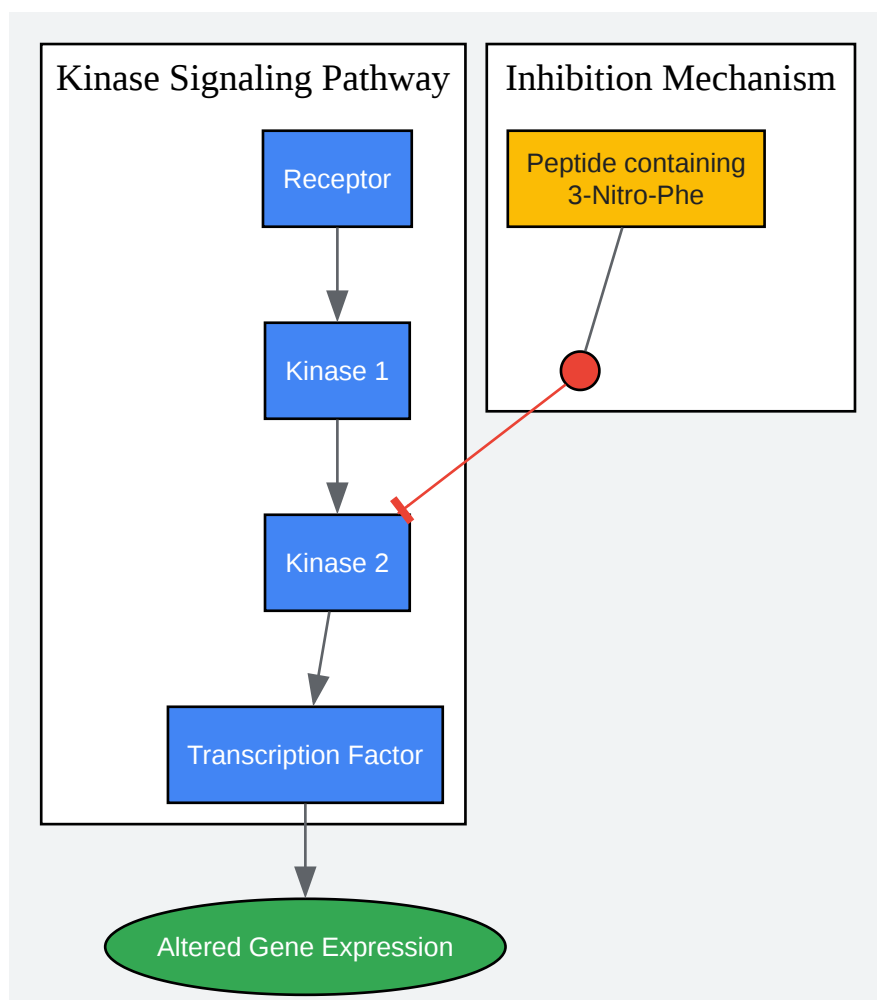 Kinase Signaling Pathway
Receptor
Kinase 1
Kinase 2
Transcription Factor
Altered Gene Expression
Inhibition Mechanism
Peptide containing
3-Nitro-Phe